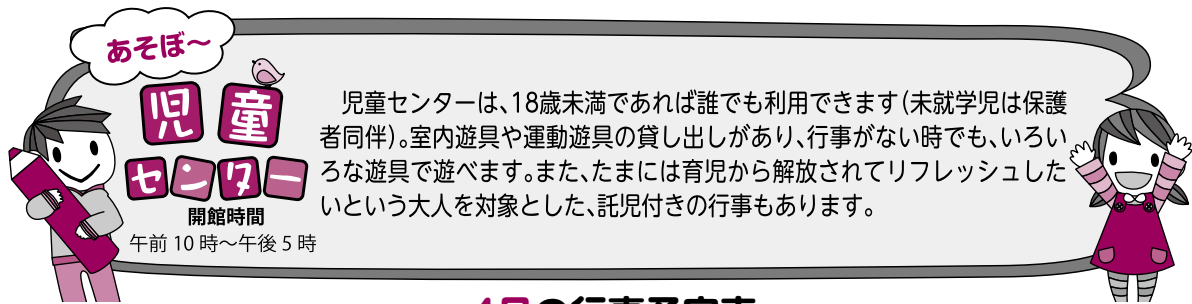 あそぼ～
児童
センター
開館時間
午前 10 時～午後 5 時
児童センターは、18歳未満であれば誰でも利用できます（未就学児は保護
者同伴）。室内遊具や運動遊具の貸し出しがあり、行事がない時でも、いろい
ろな遊具で遊べます。また、たまには育児から解放されてリフレッシュした
いという大人を対象とした、託児付きの行事もあります。